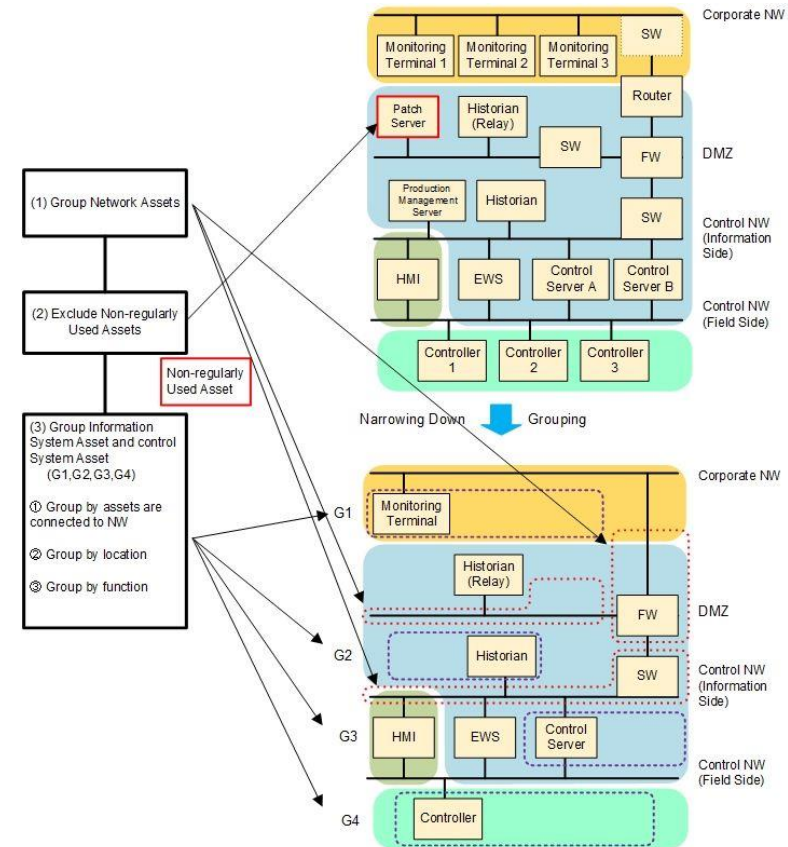 Corporate NW
SW
Monitoring
Terminal 1
Monitoring
Terminal 2
Monitoring
Terminal 3
Router
Patch
Server
Historian
(Relay)
SW
FW
DMZ
(1) Group Network Assets
Production
Management
Server
Historian
SW
Control NW
(Information
Side)
HMI
EWS
Control
Server A
Control
Server B
(2) Exclude Non-regularly
Used Assets
Control NW
(Field Side)
Non-regularly
Used Asset
Controller
1
Controller
2
Controller
3
Narrowing Down
Grouping
(3) Group Information
System Asset and control
System Asset
(G1,G2,G3,G4)
① Group by assets are
connected to NW
② Group by location
③ Group by function
Corporate NW
G1
Monitoring
Terminal
Historian
(Relay)
FW
DMZ
G2
Historian
SW
Control NW
(Information
Side)
G3
HMI
EWS
Control
Server
Control NW
(Field Side)
G4
Controller